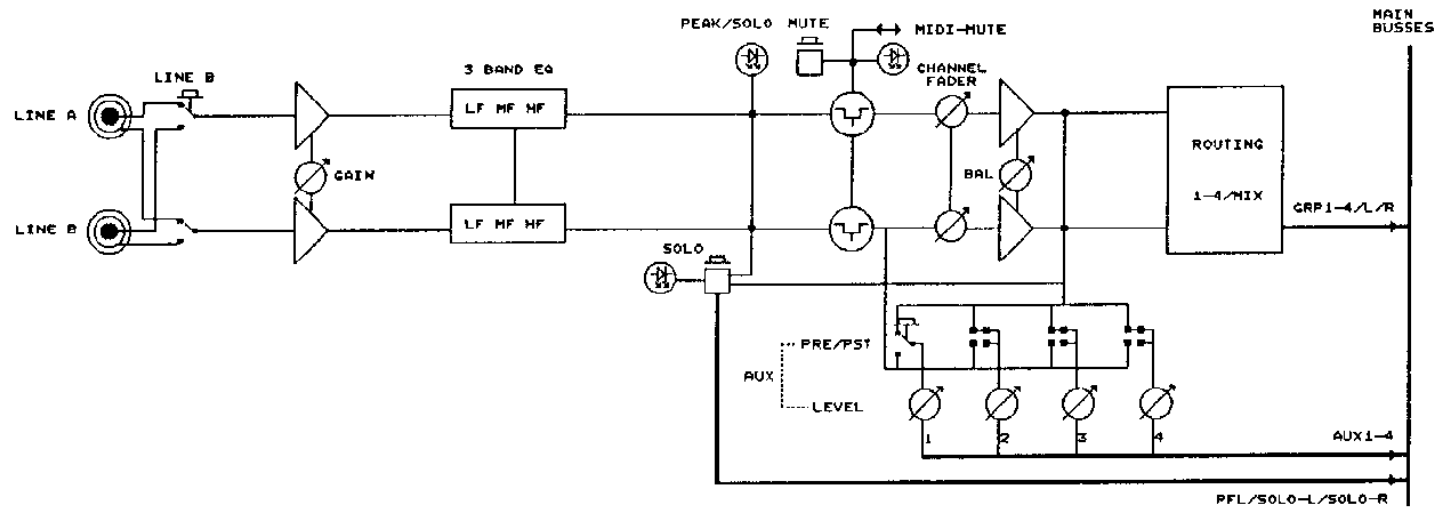 PEAK/SOLO
MUTE
MIDI-MUTE
MAIN
BUSSES
LINE B
3 BAND EQ
CHANNEL
FADER
LINE A
LF MF HF
ROUTING
GAIN
BAL
1-4/MIX
LINE B
LF MF HF
GRP1-4/L/R
SOLO
PRE/PST
AUX
LEVEL
1
2
3
4
AUX1-4
PFL/SOLO-L/SOLO-R